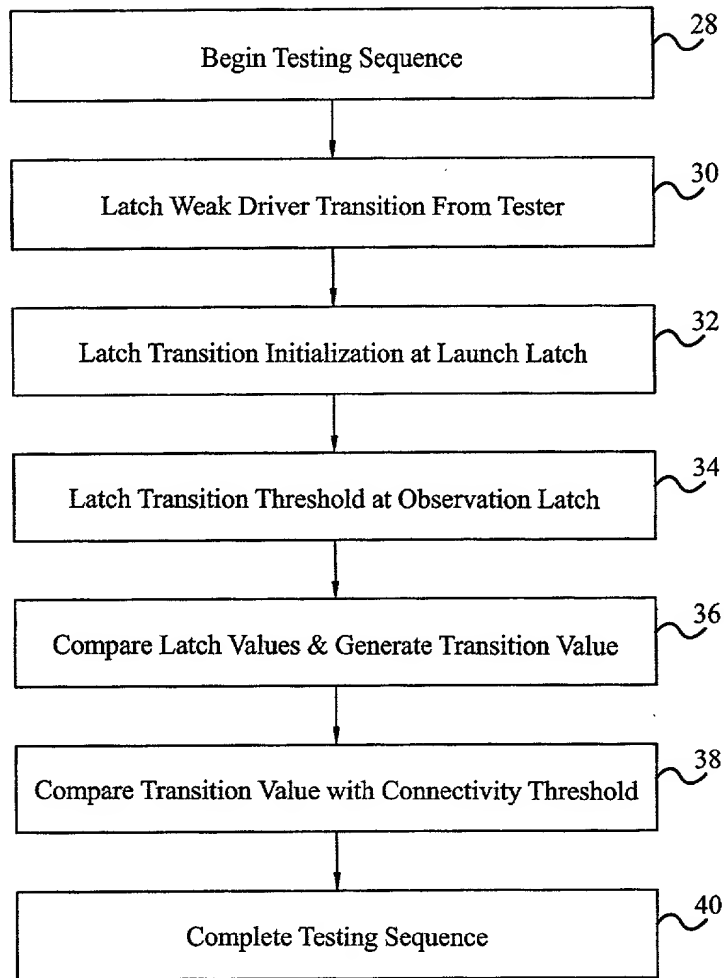 28
Begin Testing Sequence
30
Latch Weak Driver Transition From Tester
32
Latch Transition Initialization at Launch Latch
34
Latch Transition Threshold at Observation Latch
36
Compare Latch Values & Generate Transition Value
38
Compare Transition Value with Connectivity Threshold
40
Complete Testing Sequence